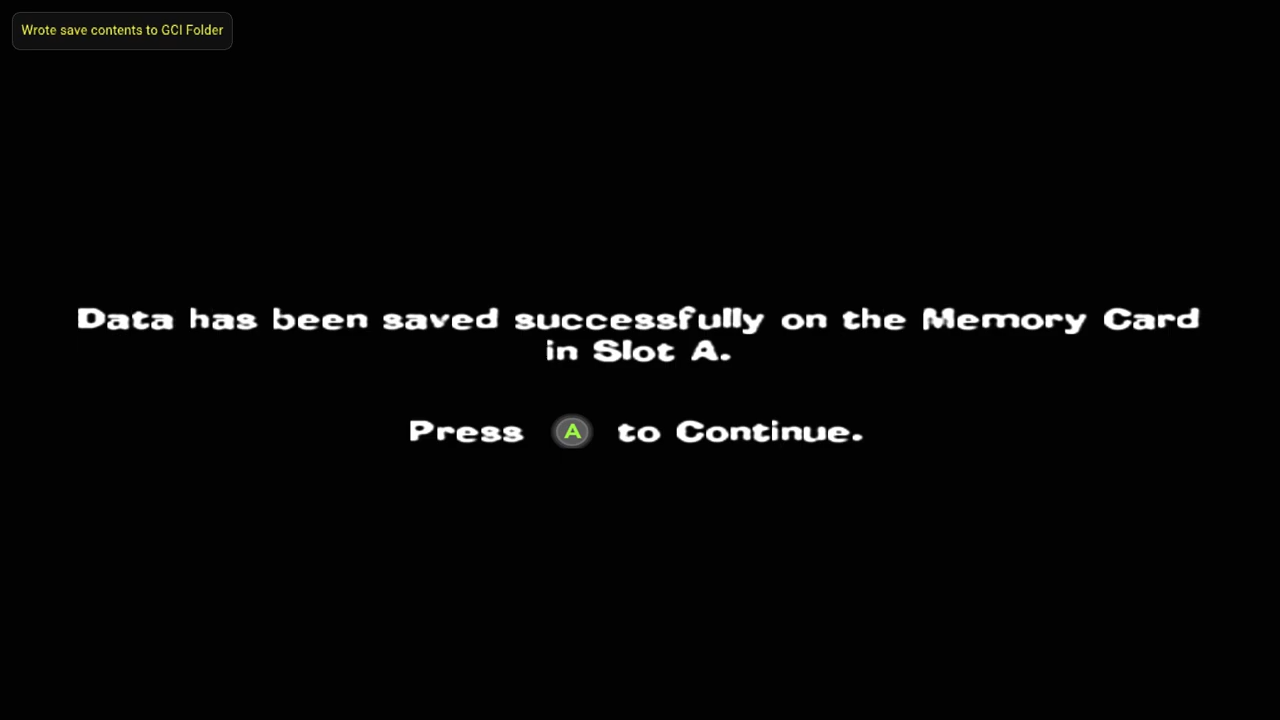 Wrote save contents to GCI Folder
Data has been saved successfully on the Memory Card
in Slot A.
Press A to Continue.